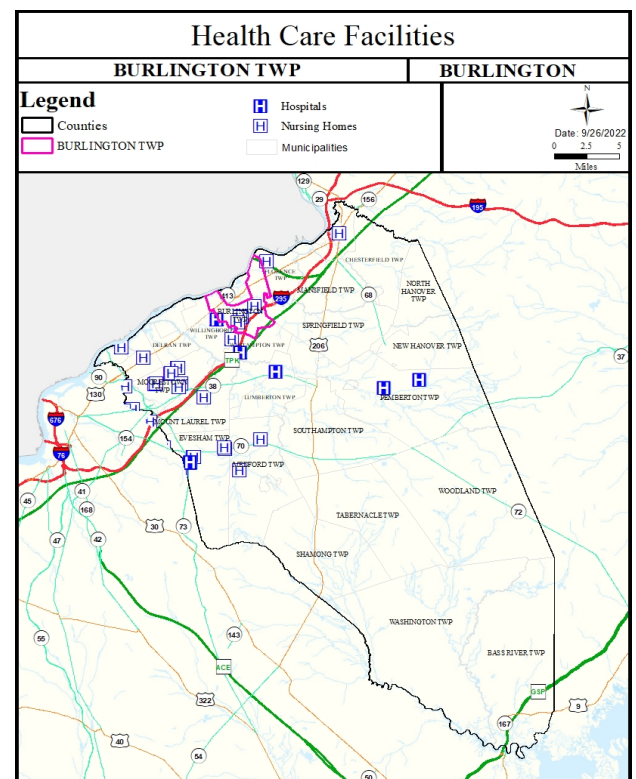 Health Care Facilities
BURLINGTON TWP
BURLINGTON
Legend
Counties
BURLINGTON TWP
H Hospitals
H Nursing Homes
Municipalities
N
Date: 9/26/2022
0 2.5 5
Miles
129
29
156
195
H
CHESTERFIELD TWP
H
TWP
NORTH
HANOVER
TWP
MANSFIELD TWP
413
295
68
H
SPRINGFIELD TWP
WILLINGBORO
TWP
206
NEW HANOVER TWP
DELRAN TWP
TPK
37
90
130
38
LUMBERTON TWP
PEMBERTON TWP
MOUNT LAUREL TWP
676
154
EVESHAM TWP
70
SOUTHAMPTON TWP
76
MEDFORD TWP
WOODLAND TWP
45
41
168
30
73
72
TABERNACLE TWP
47
42
SHAMONG TWP
WASHINGTON TWP
143
55
BASS RIVER TWP
ACE
GSP
322
9
167
40
54
50